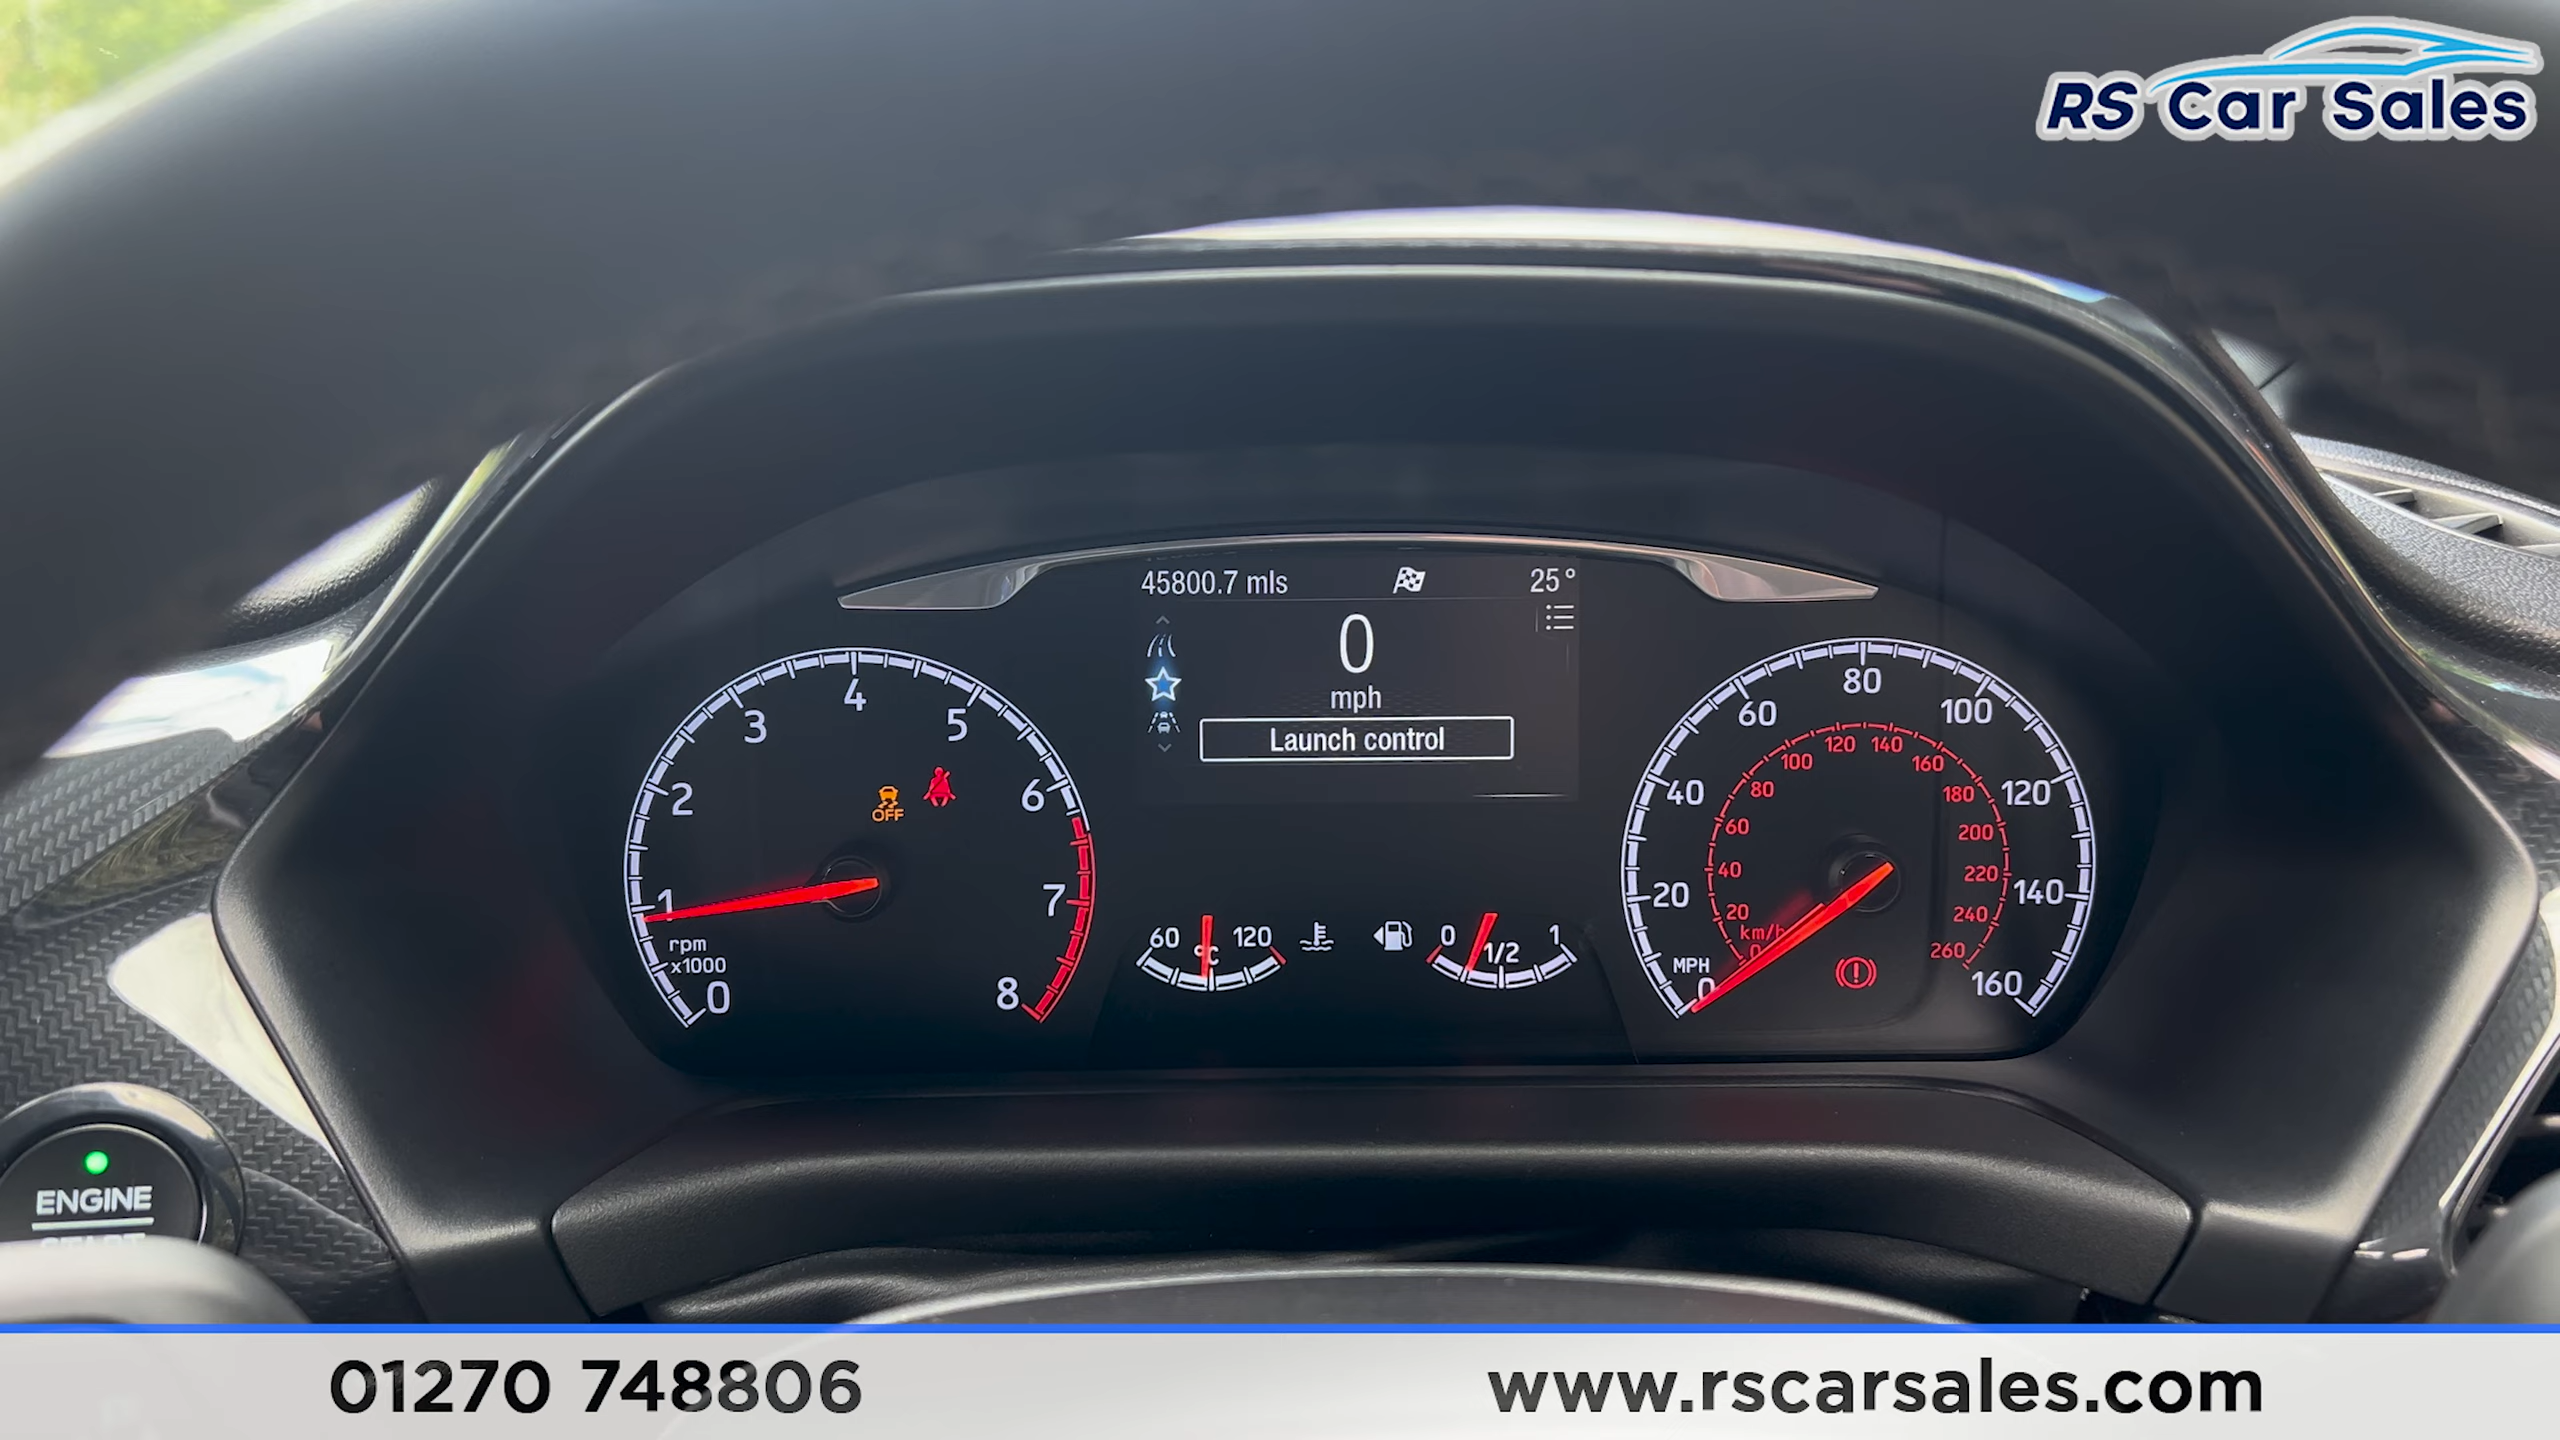 RS Car Sales
45800.7 mls 25°
0
mph
Launch control
0 1 2 3 4 5 6 7 8
rpm
x1000
OFF
60 °C 120
0 1/2 1
0 20 40 60 80 100 120 140 160
MPH
0 20 40 60 80 100 120 140 160 180 200 220 240 260
km/h
ENGINE
START
01270 748806
www.rscarsales.com